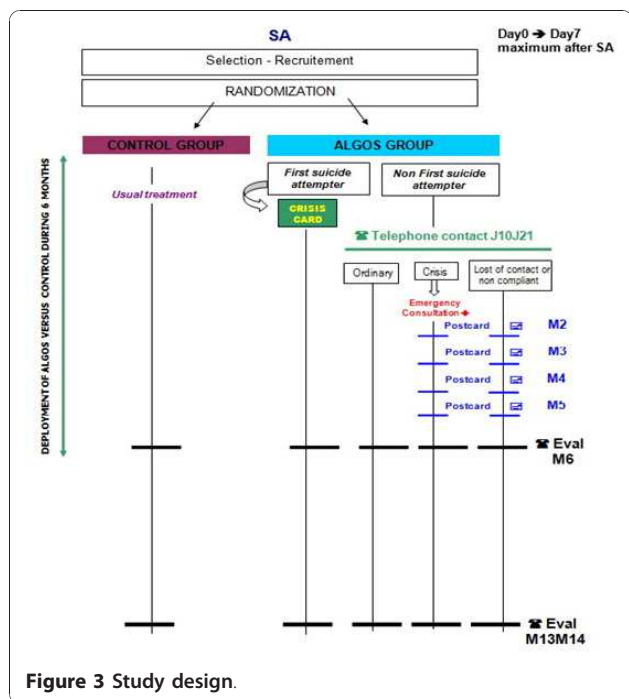 SA
Day0 ➔ Day7
maximum after SA
Selection - Recruitement
RANDOMIZATION
CONTROL GROUP
ALGOS GROUP
DEPLOYMENT OF ALGOS VERSUS CONTROL DURING 6 MONTHS
Usual treatment
First suicide
attempter
Non First suicide
attempter
CRISIS
CARD
☎ Telephone contact J10J21
Ordinary
Crisis
Lost of contact or
non compliant
Emergency
Consultation
Postcard M2
Postcard M3
Postcard M4
Postcard M5
☎ Eval
M6
☎ Eval
M13M14
Figure 3 Study design.